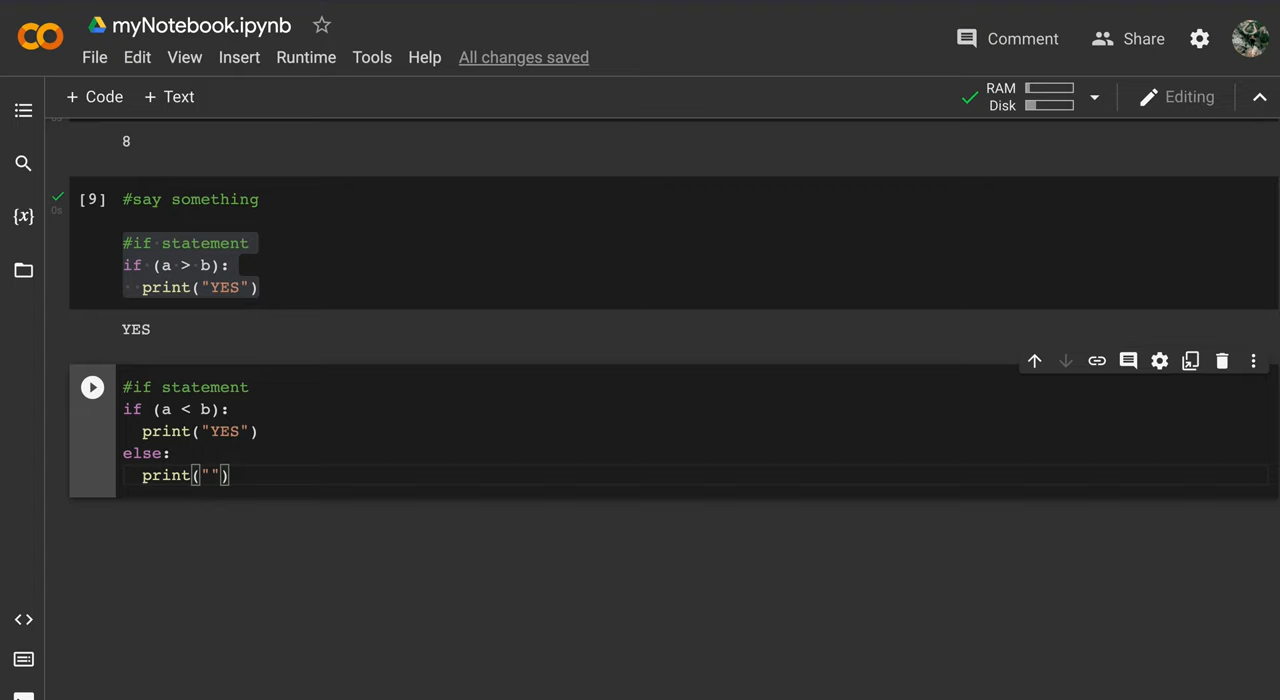 myNotebook.ipynb
File Edit View Insert Runtime Tools Help All changes saved
Comment Share
+ Code + Text
RAM
Disk
Editing
8
[9] #say something
0s
#if statement
if (a > b):
print("YES")
YES
#if statement
if (a < b):
print("YES")
else:
print("")
{x}